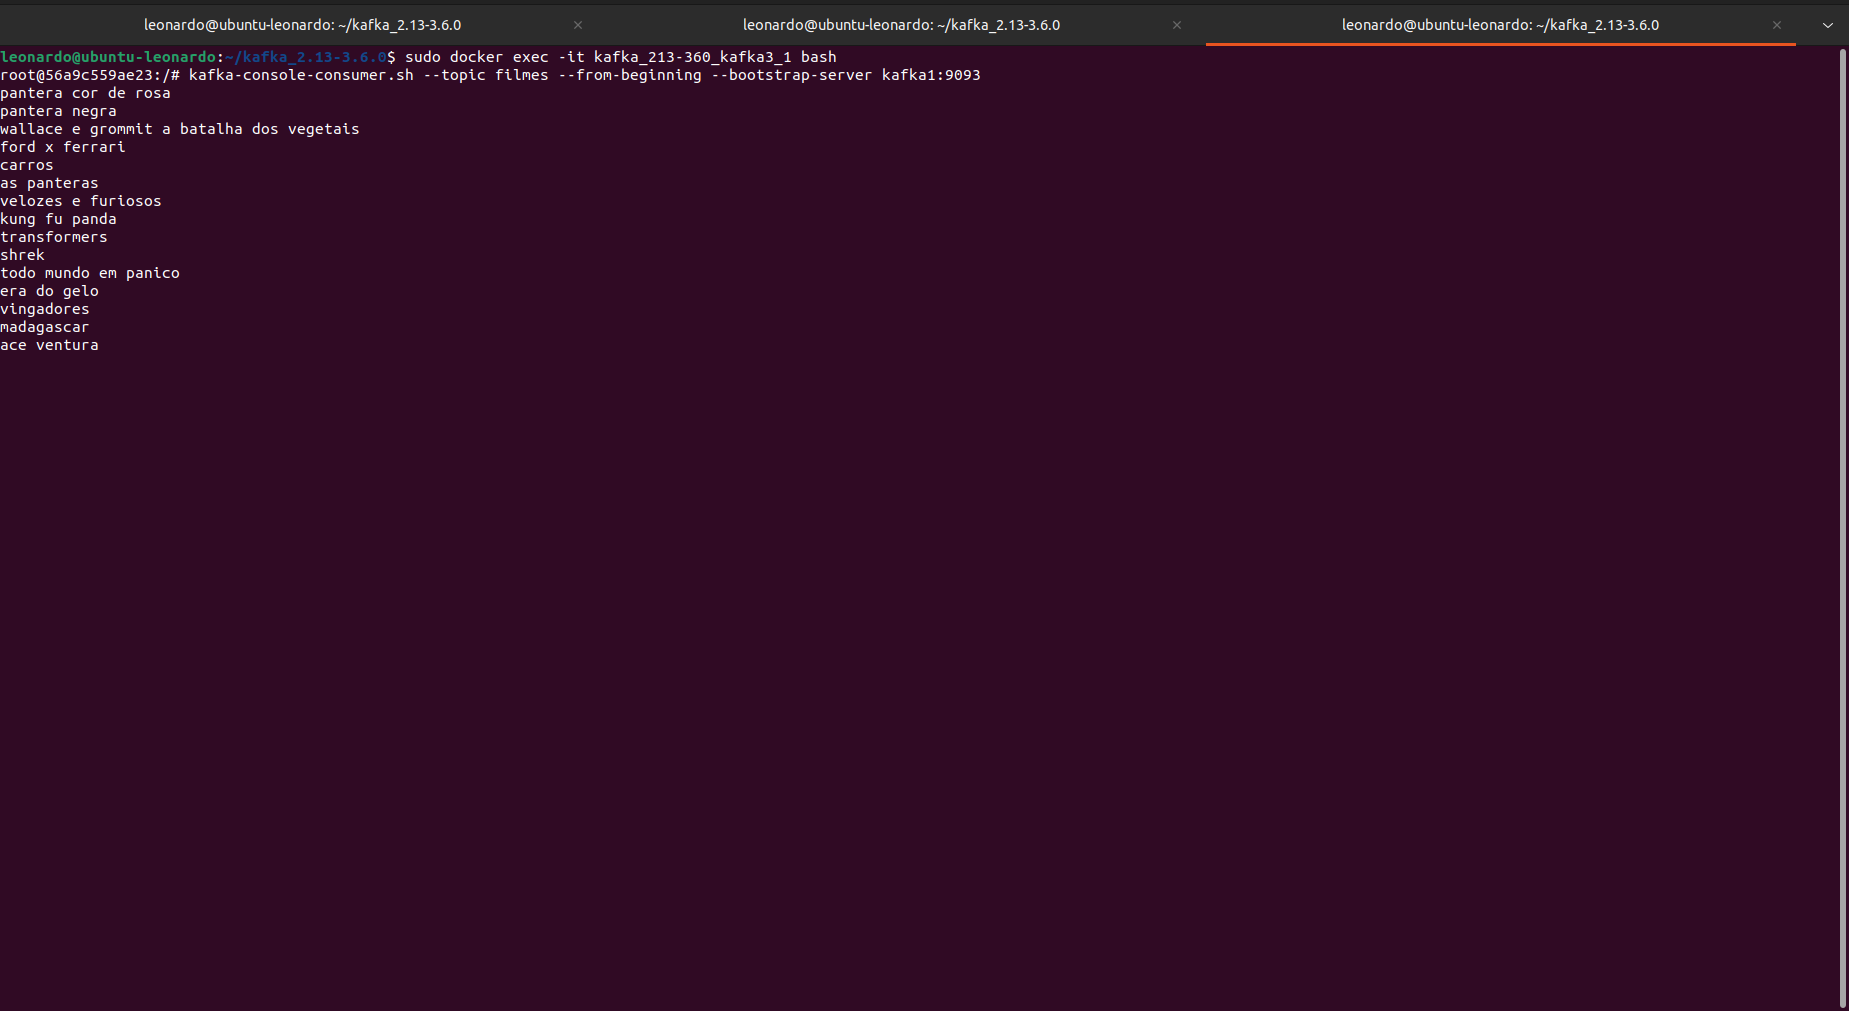 leonardo@ubuntu-leonardo: ~/kafka_2.13-3.6.0
leonardo@ubuntu-leonardo: ~/kafka_2.13-3.6.0
leonardo@ubuntu-leonardo: ~/kafka_2.13-3.6.0
leonardo@ubuntu-leonardo:~/kafka_2.13-3.6.0$ sudo docker exec -it kafka_213-360_kafka3_1 bash
root@56a9c559ae23:/# kafka-console-consumer.sh --topic filmes --from-beginning --bootstrap-server kafka1:9093
pantera cor de rosa
pantera negra
wallace e grommit a batalha dos vegetais
ford x ferrari
carros
as panteras
velozes e furiosos
kung fu panda
transformers
shrek
todo mundo em panico
era do gelo
vingadores
madagascar
ace ventura